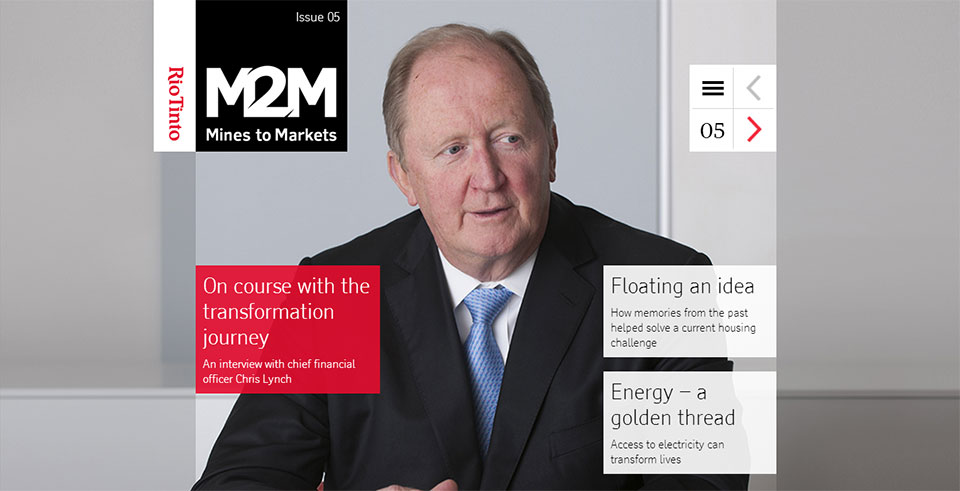 Issue 05
RioTinto
M2M
Mines to Markets
05
On course with the
transformation
journey
An interview with chief financial
officer Chris Lynch
Floating an idea
How memories from the past
helped solve a current housing
challenge
Energy – a
golden thread
Access to electricity can
transform lives